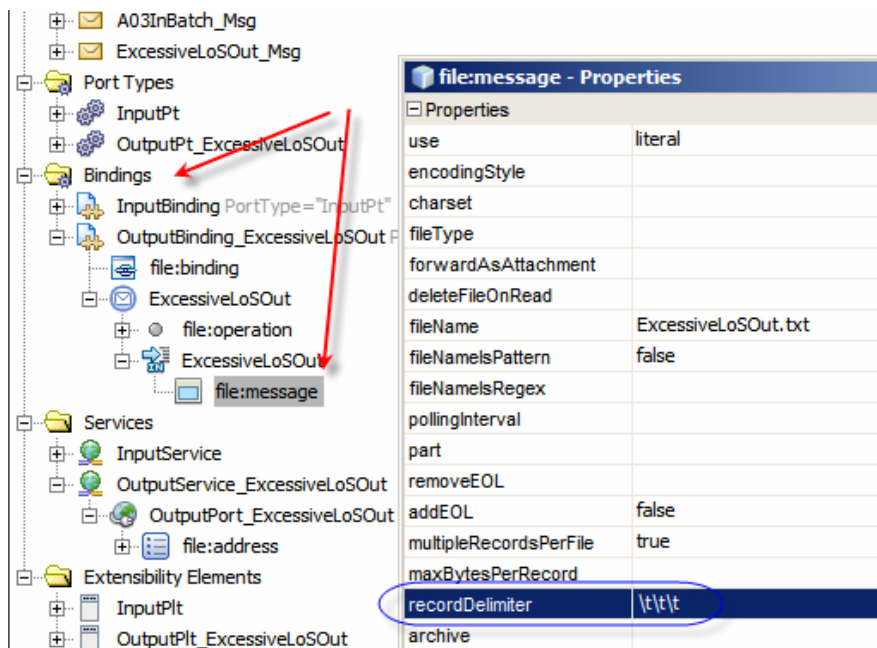 A03InBatch_Msg
ExcessiveLoSOut_Msg
Port Types
InputPt
OutputPt_ExcessiveLoSOut
Bindings
InputBinding PortType="InputPt"
OutputBinding_ExcessiveLoSOut P
file:binding
ExcessiveLoSOut
file:operation
ExcessiveLoSOut
file:message
Services
InputService
OutputService_ExcessiveLoSOut
OutputPort_ExcessiveLoSOut
file:address
Extensibility Elements
InputPlt
OutputPlt_ExcessiveLoSOut
file:message - Properties
Properties
use literal
encodingStyle
charset
fileType
forwardAsAttachment
deleteFileOnRead
fileName ExcessiveLoSOut.txt
fileNameIsPattern false
fileNameIsRegex
pollingInterval
part
removeEOL
addEOL false
multipleRecordsPerFile true
maxBytesPerRecord
recordDelimiter \t\t\t
archive